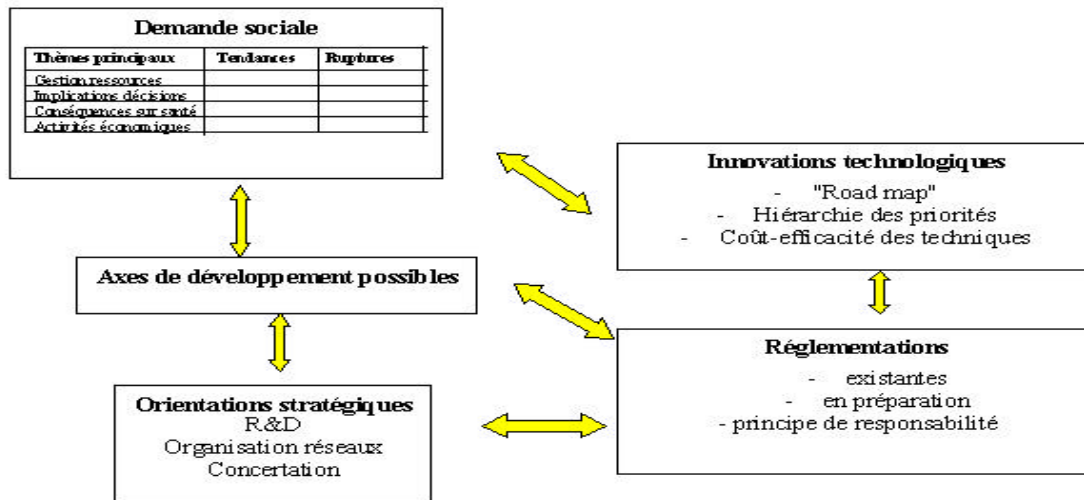 Demande sociale
Thèmes principaux Tendances Ruptures
Gestion ressources
Implications décisions
Conséquences sur santé
Activités économiques
Innovations technologiques
- "Road map"
- Hiérarchie des priorités
- Coût-efficacité des techniques
Axes de développement possibles
Réglementations
- existantes
- en préparation
- principe de responsabilité
Orientations stratégiques
R&D
Organisation réseaux
Concertation